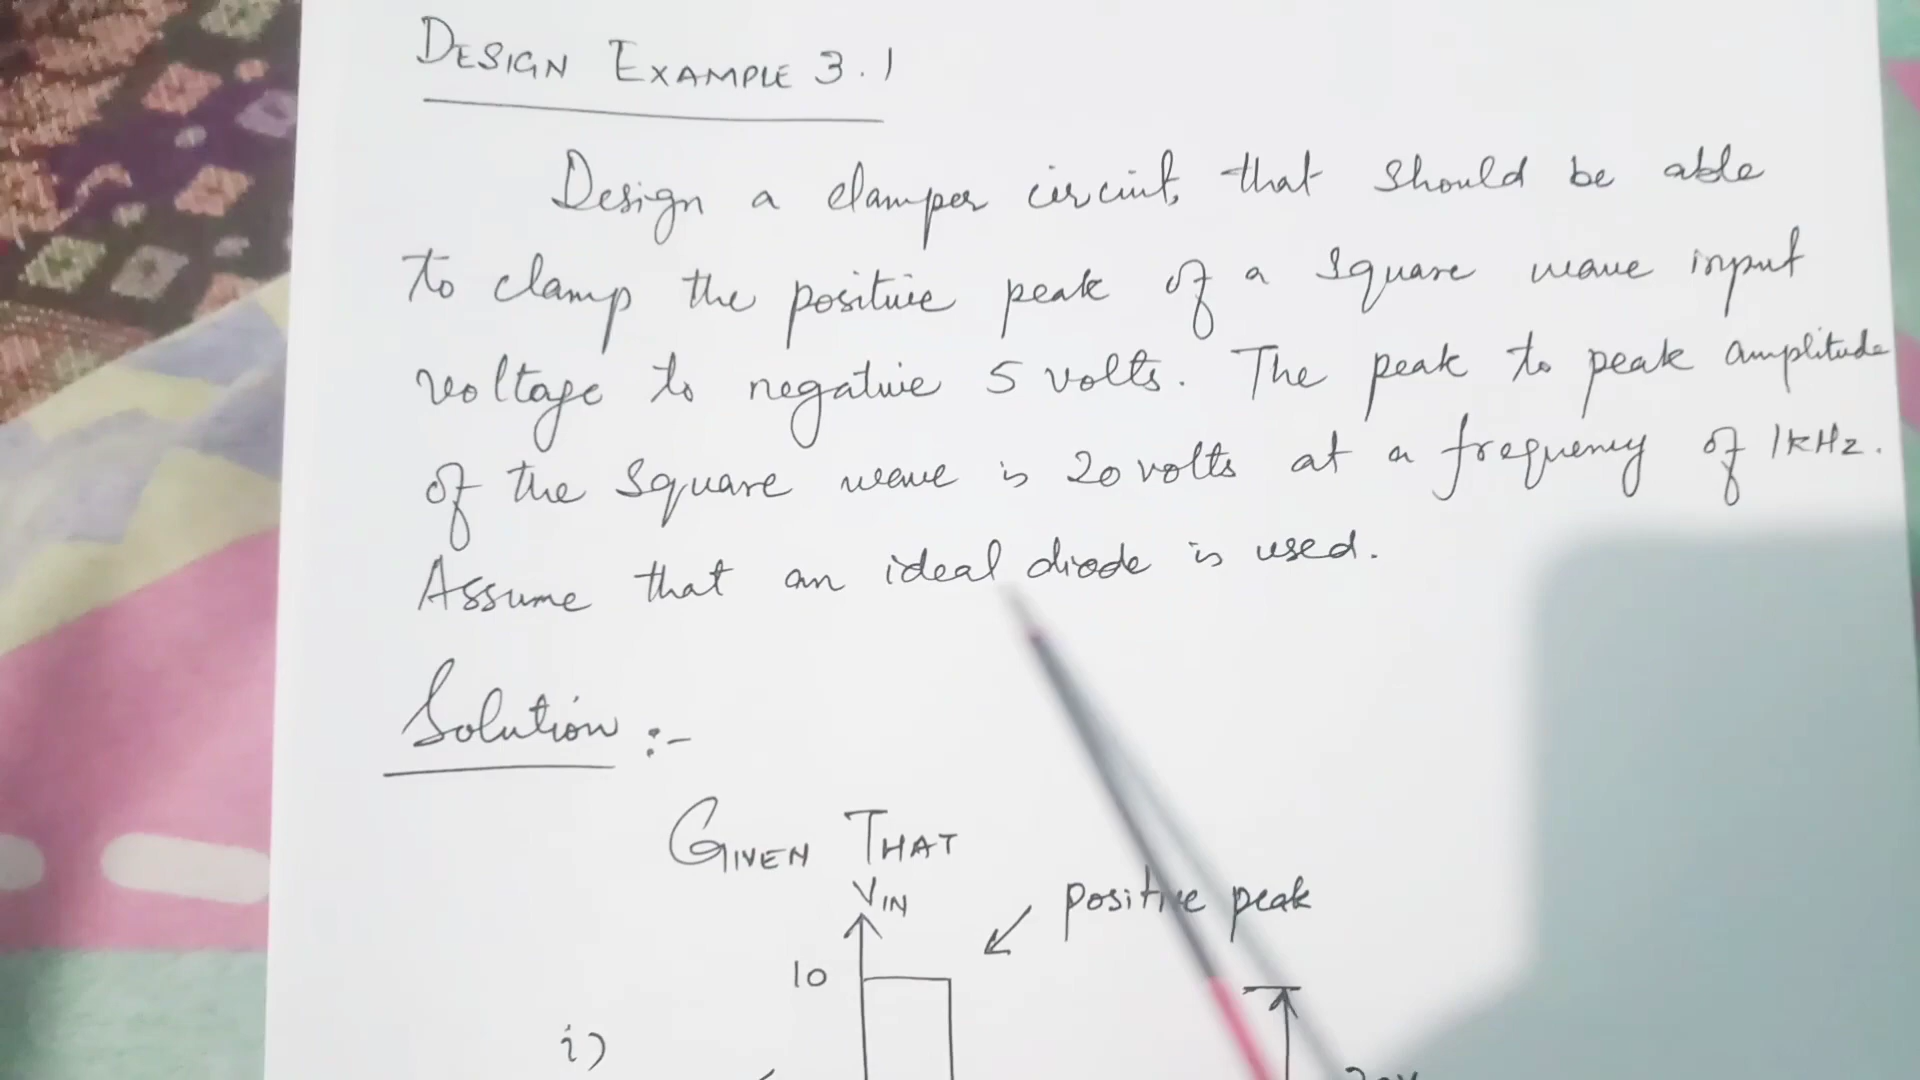 DESIGN EXAMPLE 3.1
Design a clamper circuit, that should be able
to clamp the positive peak of a square wave input
voltage to negative 5 volts. The peak to peak amplitude
of the square wave is 20 volts at a frequency of 1kHz.
Assume that an ideal diode is used.
Solution :-
GIVEN THAT
VIN
positive peak
10
i)